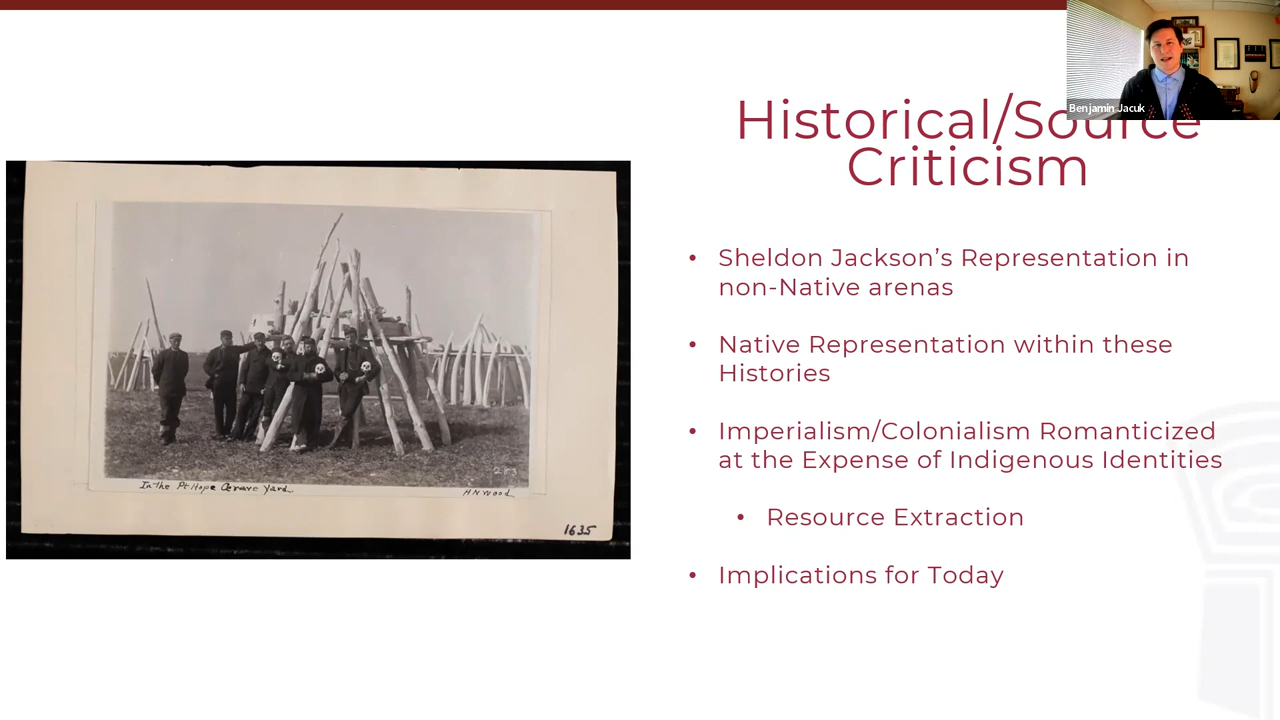 Benjamin Jacuk
Historical/Source
Criticism
• Sheldon Jackson's Representation in
non-Native arenas
• Native Representation within these
Histories
• Imperialism/Colonialism Romanticized
at the Expense of Indigenous Identities
• Resource Extraction
• Implications for Today
In the Pt. Hope Grave Yard.
H N Wood
1635